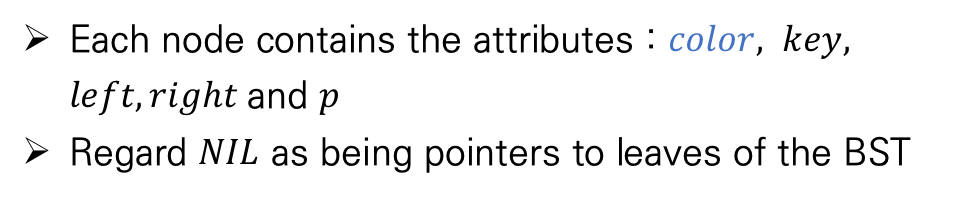 ➢ Each node contains the attributes : color, key,
left, right and p
➢ Regard NIL as being pointers to leaves of the BST